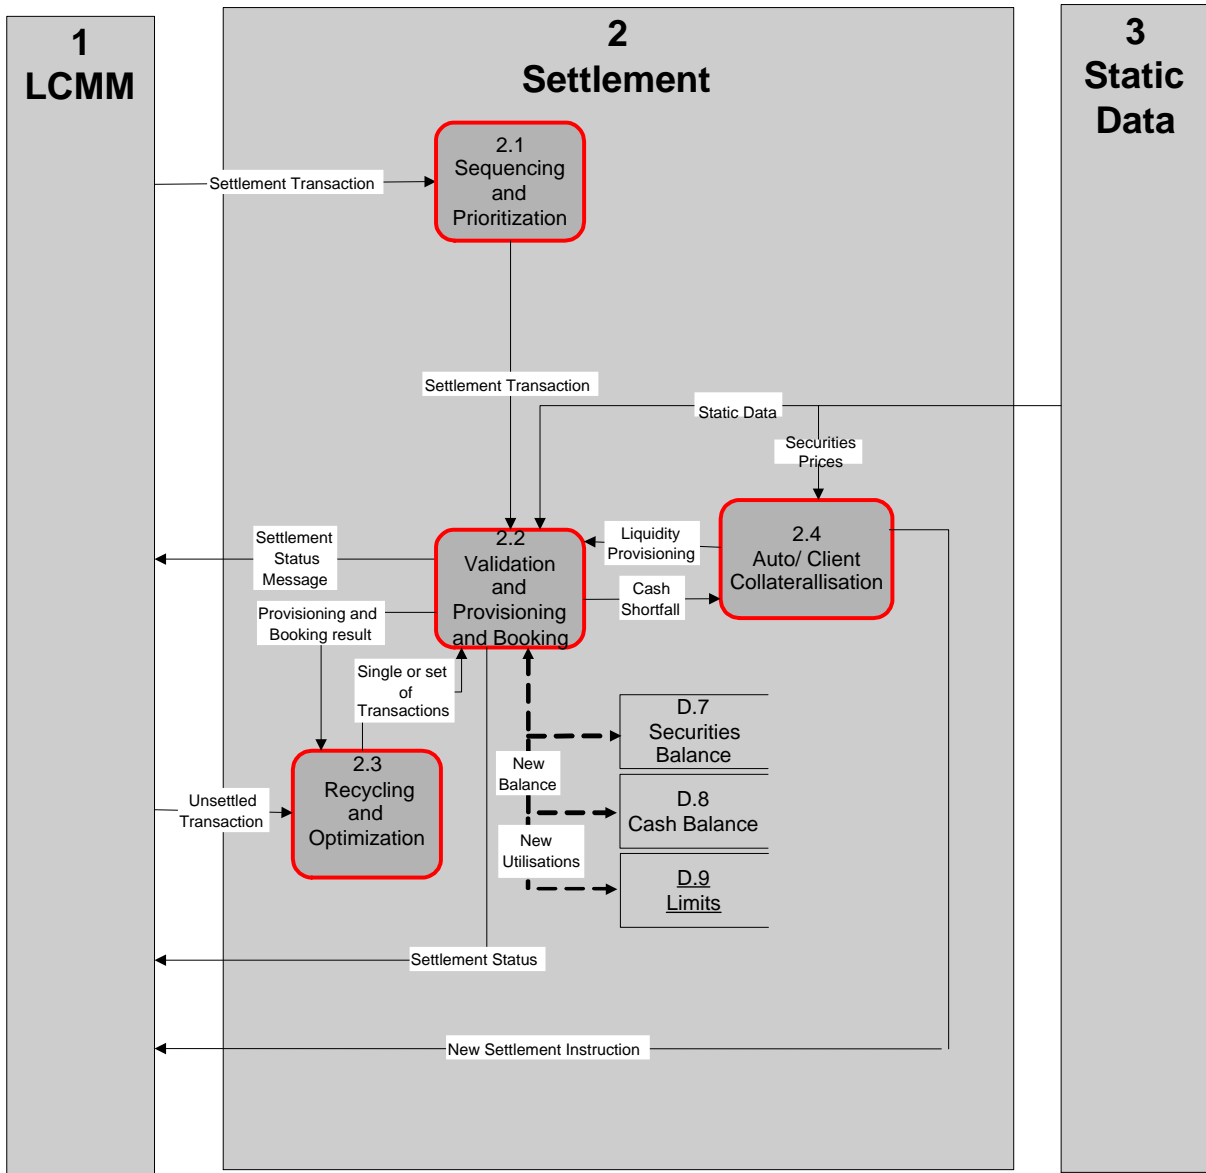 1
LCMM
2
Settlement
3
Static
Data
2.1
Sequencing
and
Prioritization
Settlement Transaction
Settlement Transaction
Static Data
Securities
Prices
2.2
Validation
and
Provisioning
and Booking
Liquidity
Provisioning
Cash
Shortfall
2.4
Auto/ Client
Collateralisation
Settlement
Status
Message
Provisioning and
Booking result
Single or set
of
Transactions
2.3
Recycling
and
Optimization
Unsettled
Transaction
New
Balance
New
Utilisations
D.7
Securities
Balance
D.8
Cash Balance
D.9
Limits
Settlement Status
New Settlement Instruction